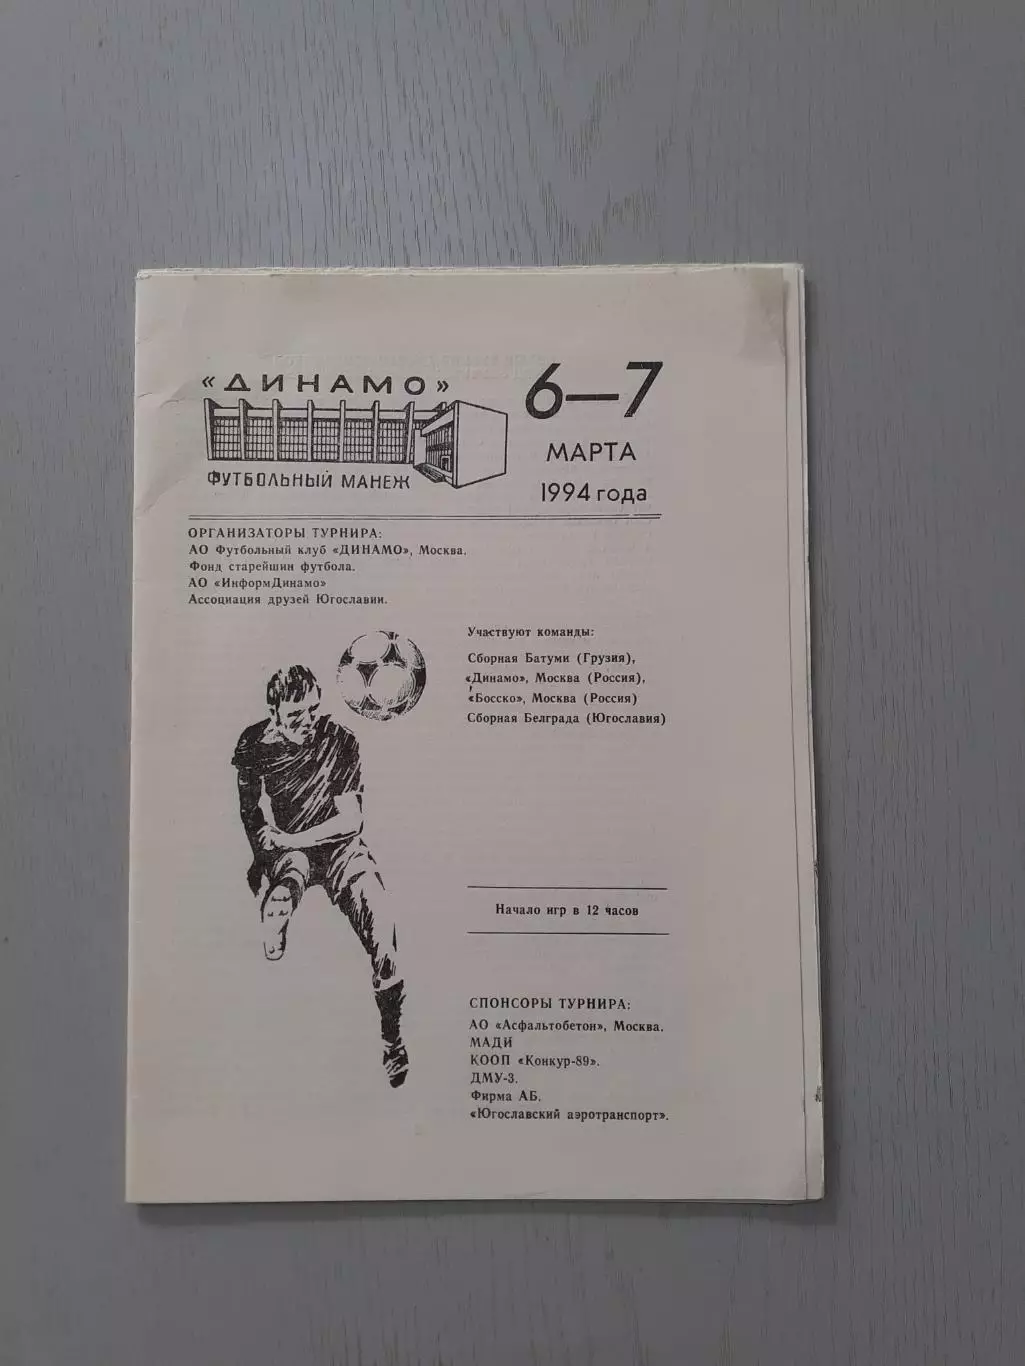 «ДИНАМО»
ФУТБОЛЬНЫЙ МАНЕЖ
6—7
МАРТА
1994 года
ОРГАНИЗАТОРЫ ТУРНИРА:
АО Футбольный клуб «ДИНАМО», Москва.
Фонд старейшин футбола.
АО «ИнформДинамо»
Ассоциация друзей Югославии.
Участвуют команды:
Сборная Батуми (Грузия),
«Динамо», Москва (Россия),
«Босско», Москва (Россия)
Сборная Белграда (Югославия)
Начало игр в 12 часов
СПОНСОРЫ ТУРНИРА:
АО «Асфальтобетон», Москва.
МАДИ
КООП «Конкур-89».
ДМУ-3.
Фирма АБ.
«Югославский аэротранспорт».